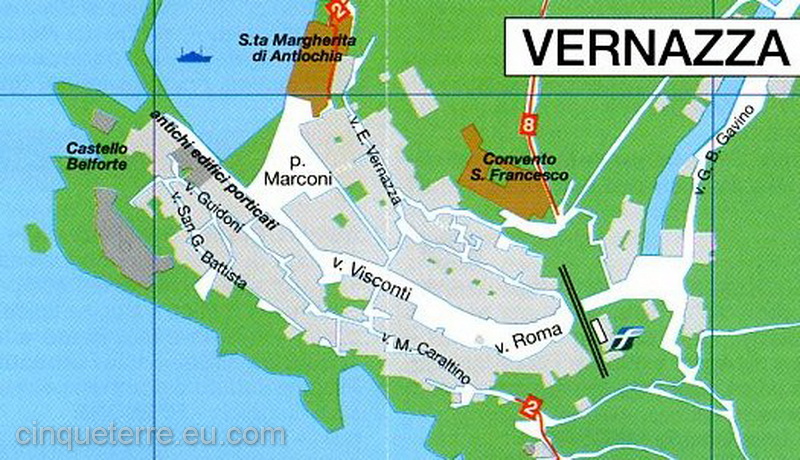 2
S.ta Margherita
di Antiochia
VERNAZZA
antichi edifici porticati
8
v. G. B. Gavino
Castello
Belforte
v. E. Vernazza
Convento
S. Francesco
p.
Marconi
v. Guidoni
v. San G. Battista
v. Visconti
v. Roma
v. M. Caraltino
2
cinqueterre.eu.com